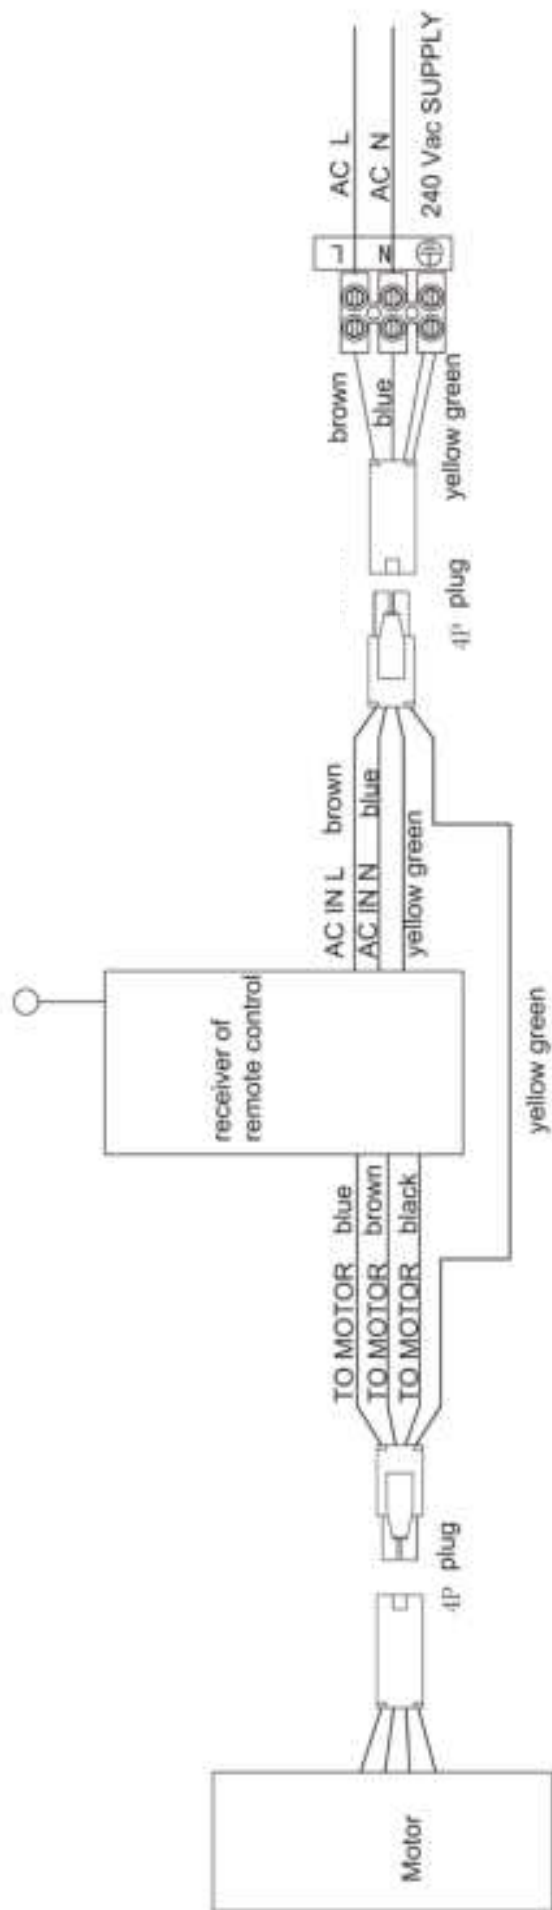 Motor
4P plug
TO MOTOR blue
TO MOTOR brown
TO MOTOR black
receiver of
remote control
yellow green
AC IN L brown
AC IN N blue
yellow green
4P plug
brown
blue
yellow green
L
N
AC L
AC N
240 Vac SUPPLY